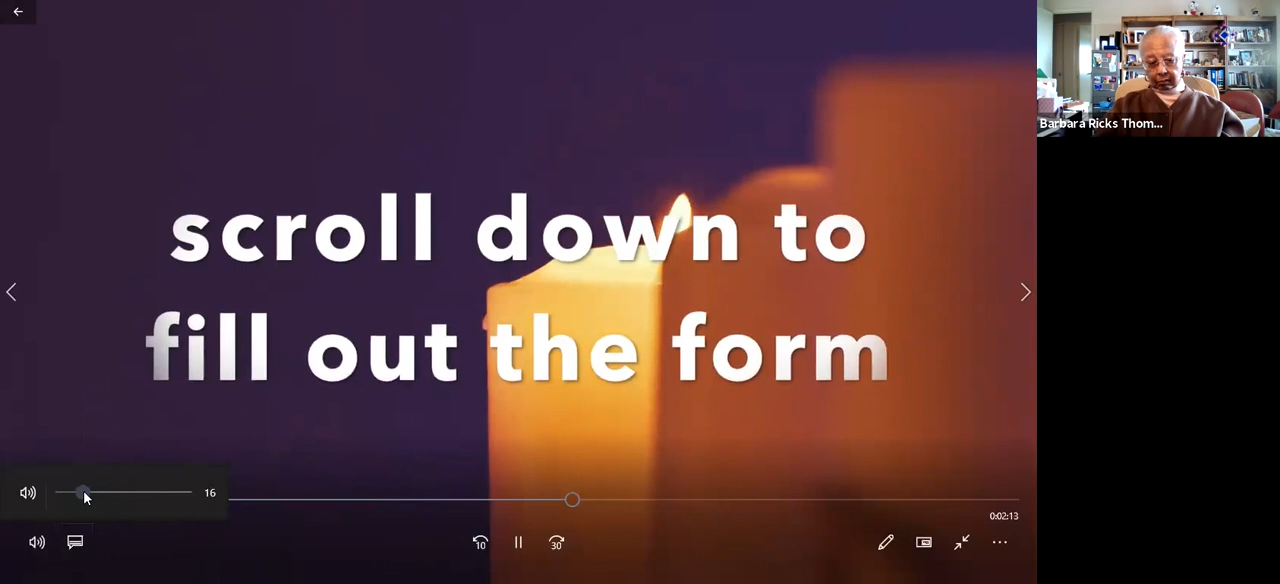 scroll down to
fill out the form
Barbara Ricks Thom...
16
0:02:13
10
30